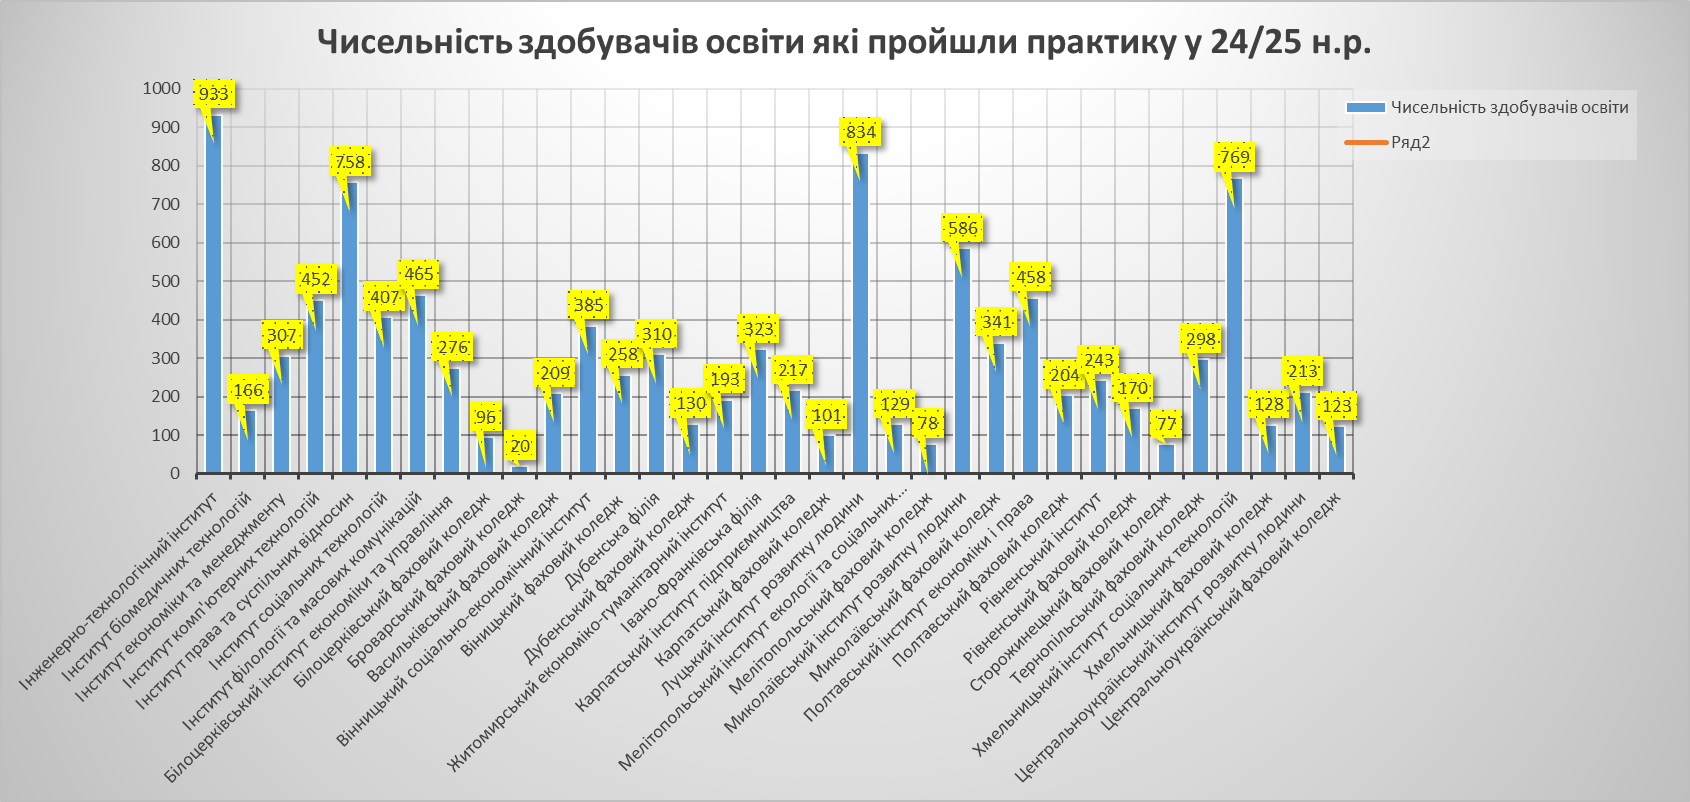 Чисельність здобувачів освіти які пройшли практику у 24/25 н.р.
1000
900
800
700
600
500
400
300
200
100
0
933
166
307
452
758
407
465
276
96
20
209
385
258
310
130
193
323
217
101
834
129
78
586
341
458
204
243
170
77
298
769
128
213
123
Чисельність здобувачів освіти
Ряд2
Інженерно-технологічний інститут
Інститут біомедичних технологій
Інститут економіки та менеджменту
Інститут комп'ютерних технологій
Інститут права та суспільних відносин
Інститут соціальних технологій
Інститут філології та масових комунікацій
Білоцерківський інститут економіки та управління
Білоцерківський фаховий коледж
Броварський фаховий коледж
Васильківський фаховий коледж
Вінницький соціально-економічний інститут
Вінницький фаховий коледж
Дубенська філія
Дубенський фаховий коледж
Житомирський економіко-гуманітарний інститут
Івано-Франківська філія
Карпатський інститут підприємництва
Карпатський фаховий коледж
Луцький інститут розвитку людини
Мелітопольський інститут екології та соціальних...
Мелітопольський фаховий коледж
Миколаївський інститут розвитку людини
Миколаївський фаховий коледж
Полтавський інститут економіки і права
Полтавський фаховий коледж
Рівненський інститут
Рівненський фаховий коледж
Сторожинецький фаховий коледж
Тернопільський фаховий коледж
Хмельницький інститут соціальних технологій
Хмельницький фаховий коледж
Центральноукраїнський інститут розвитку людини
Центральноукраїнський фаховий коледж